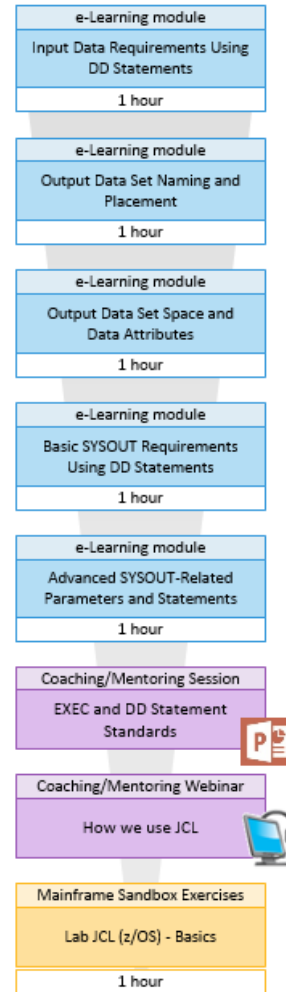 e-Learning module
Input Data Requirements Using
DD Statements
1 hour
e-Learning module
Output Data Set Naming and
Placement
1 hour
e-Learning module
Output Data Set Space and
Data Attributes
1 hour
e-Learning module
Basic SYSOUT Requirements
Using DD Statements
1 hour
e-Learning module
Advanced SYSOUT-Related
Parameters and Statements
1 hour
Coaching/Mentoring Session
EXEC and DD Statement
Standards
P
Coaching/Mentoring Webinar
How we use JCL
Mainframe Sandbox Exercises
Lab JCL (z/OS) - Basics
1 hour